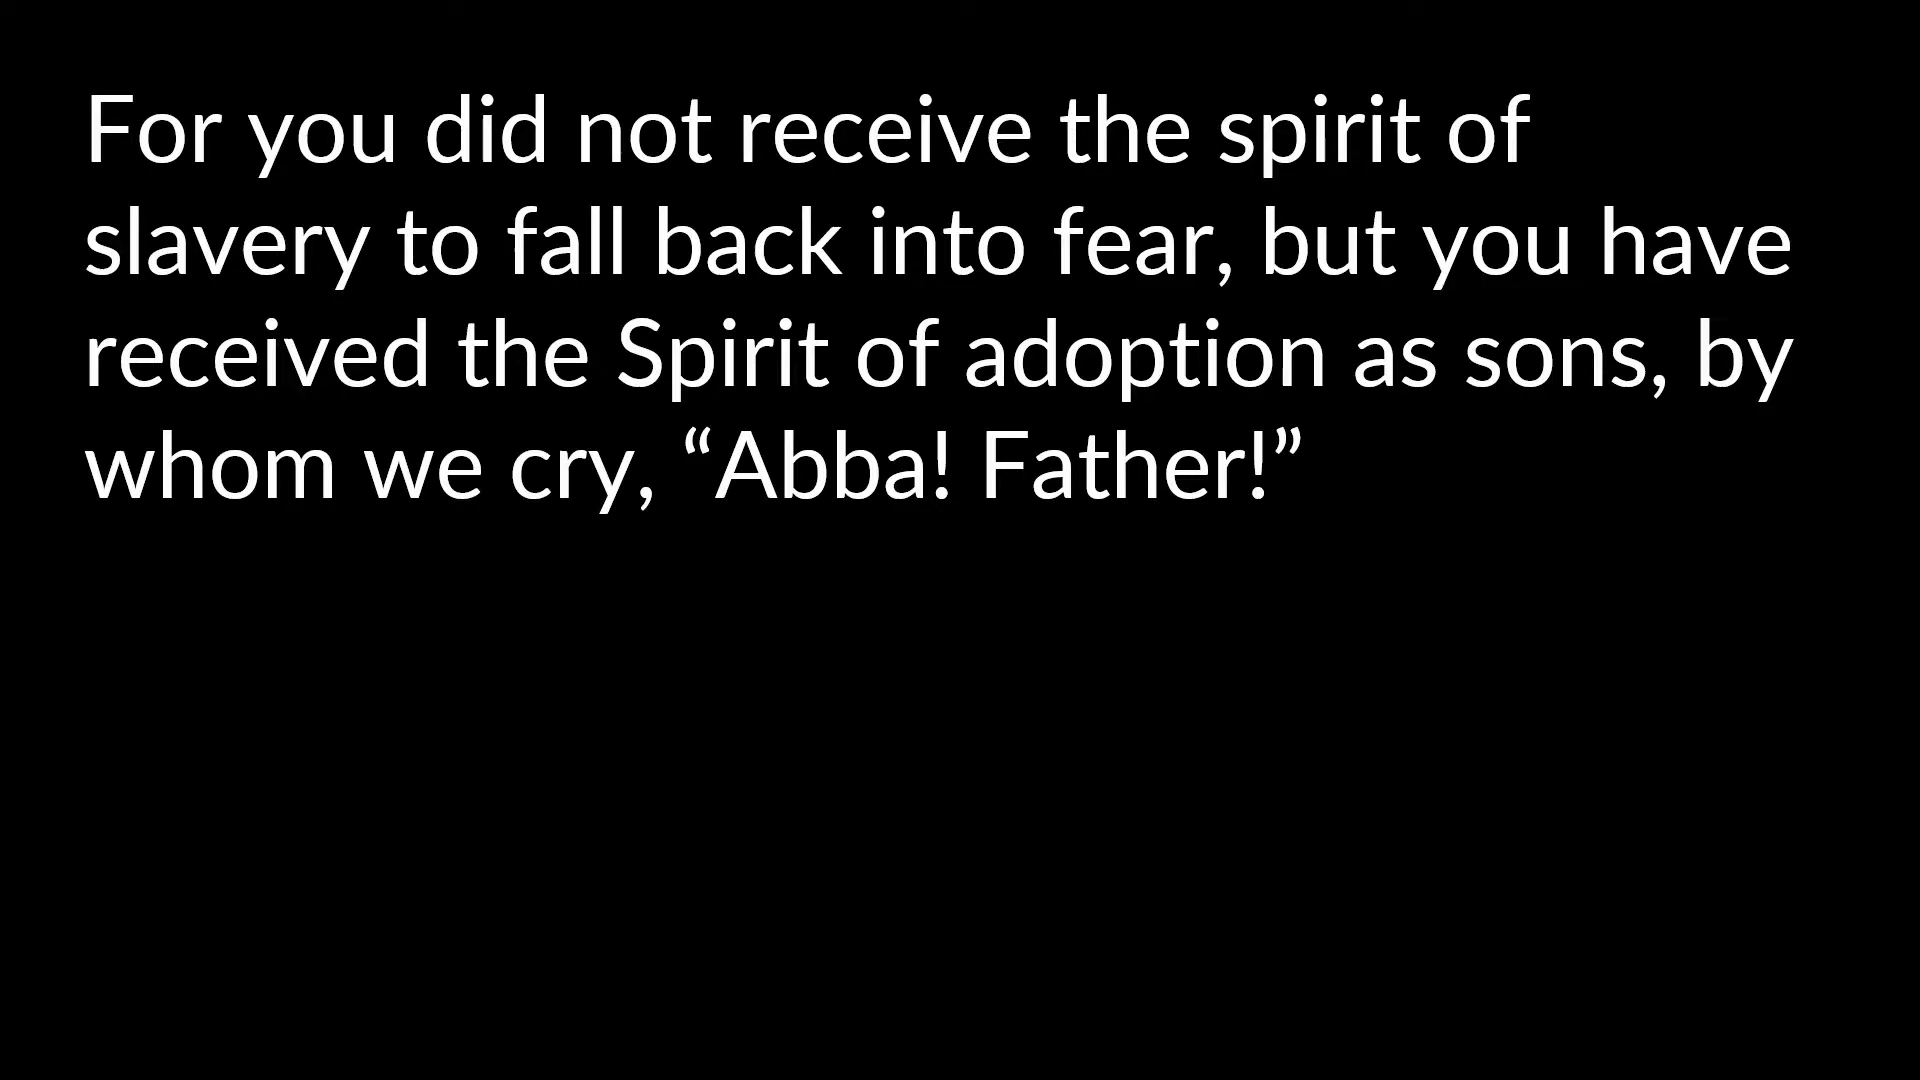 For you did not receive the spirit of
slavery to fall back into fear, but you have
received the Spirit of adoption as sons, by
whom we cry, “Abba! Father!”